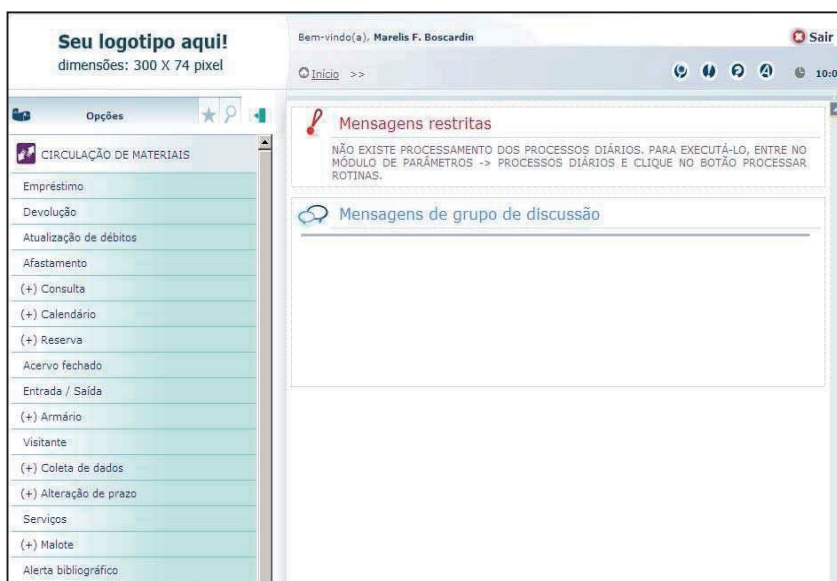 Seu logotipo aqui!
dimensões: 300 X 74 pixel
Bem-vindo(a), Marelis F. Boscardin
Sair
Início >>
10:0
Opções
CIRCULAÇÃO DE MATERIAIS
Empréstimo
Devolução
Atualização de débitos
Afastamento
(+) Consulta
(+) Calendário
(+) Reserva
Acervo fechado
Entrada / Saída
(+) Armário
Visitante
(+) Coleta de dados
(+) Alteração de prazo
Serviços
(+) Malote
Alerta bibliográfico
Mensagens restritas
NÃO EXISTE PROCESSAMENTO DOS PROCESSOS DIÁRIOS. PARA EXECUTÁ-LO, ENTRE NO
MÓDULO DE PARÂMETROS -> PROCESSOS DIÁRIOS E CLIQUE NO BOTÃO PROCESSAR
ROTINAS.
Mensagens de grupo de discussão